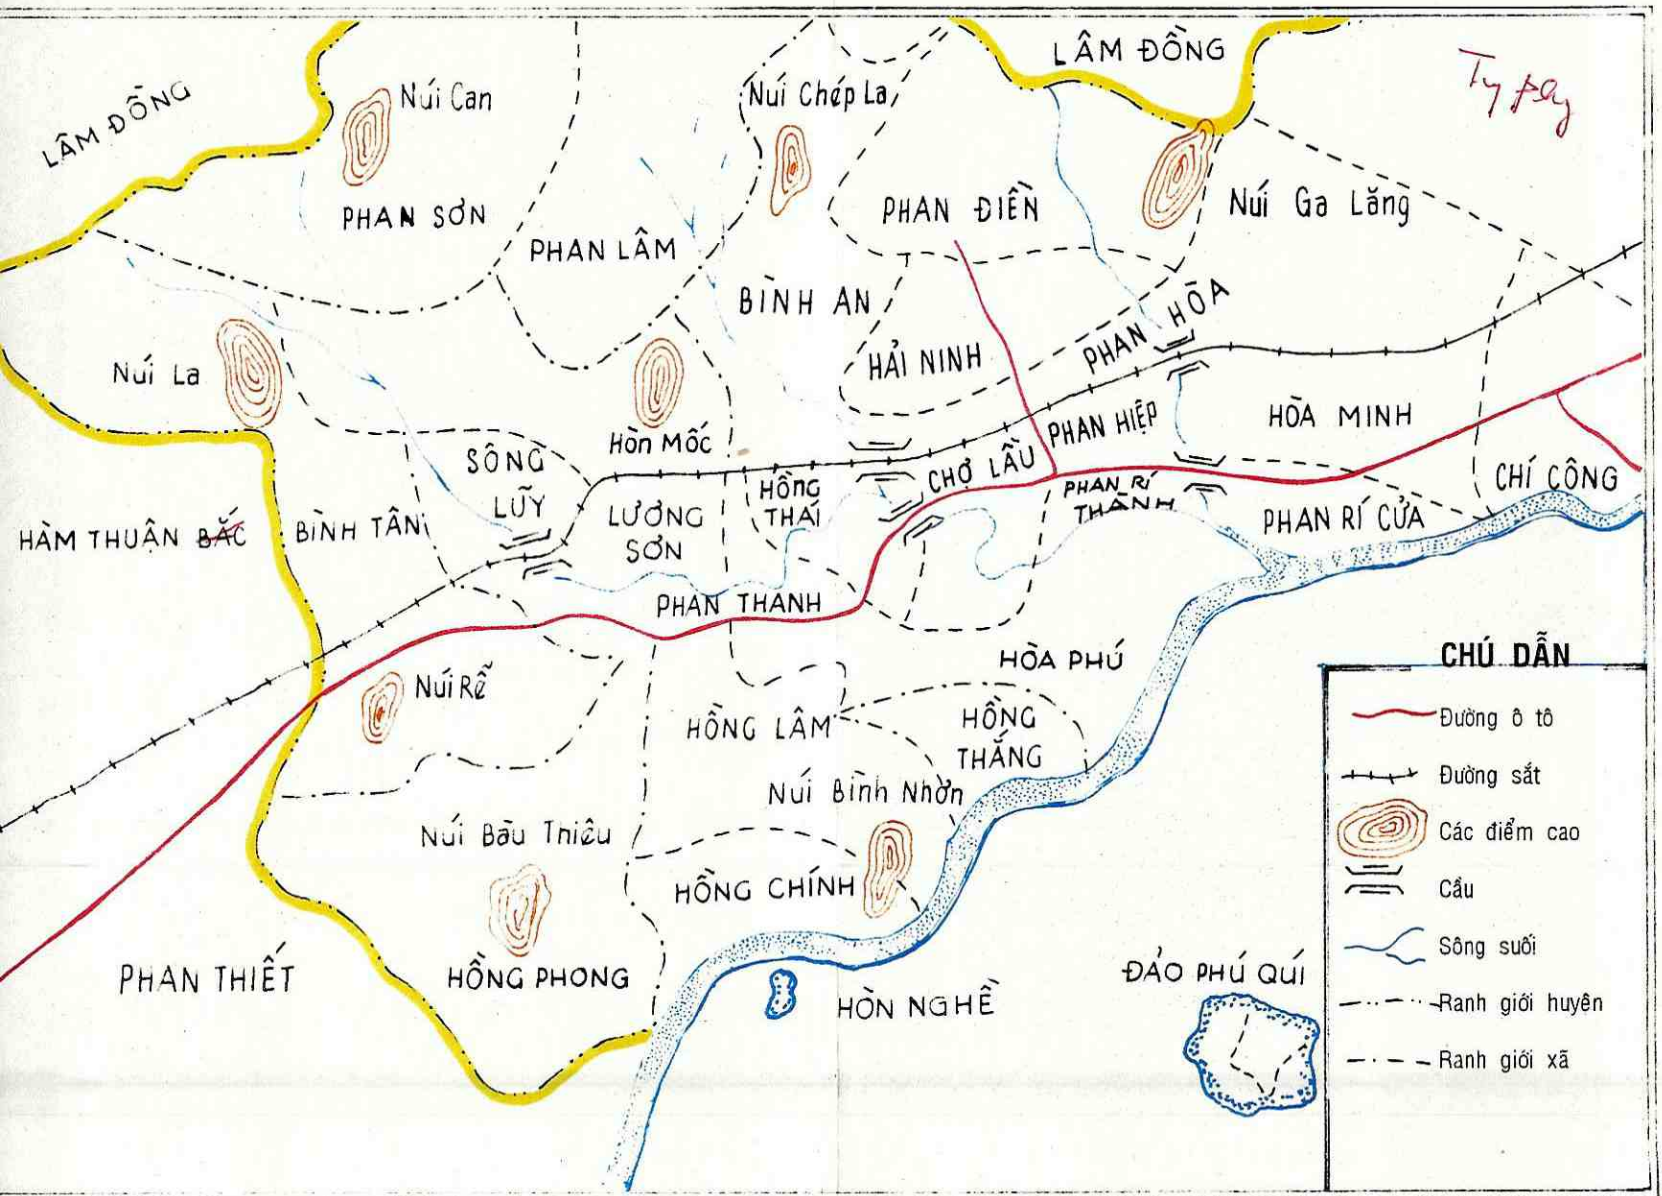 LÂM ĐỒNG
LÂM ĐỒNG
Núi Can
Núi Chép La
PHAN SƠN
PHAN LÂM
PHAN ĐIỀN
Núi Ga Lăng
BÌNH AN
PHAN HÒA
HẢI NINH
Núi La
Hòn Mốc
PHAN HIỆP
HÒA MINH
SÔNG
LŨY
CHỢ LẦU
CHÍ CÔNG
HỒNG
THÁI
PHAN RÍ
THÀNH
LƯƠNG
SƠN
PHAN RÍ CỬA
HÀM THUẬN BẮC
BÌNH TÂN
PHAN THANH
HÒA PHÚ
Núi Rễ
HỒNG LÂM
HỒNG
THẮNG
Núi Bình Nhờn
Núi Bàu Thiêu
HỒNG CHÍNH
PHAN THIẾT
HỒNG PHONG
HÒN NGHỀ
ĐẢO PHÚ QUÍ
CHÚ DẪN
Đường ô tô
Đường sắt
Các điểm cao
Cầu
Sông suối
Ranh giới huyện
Ranh giới xã